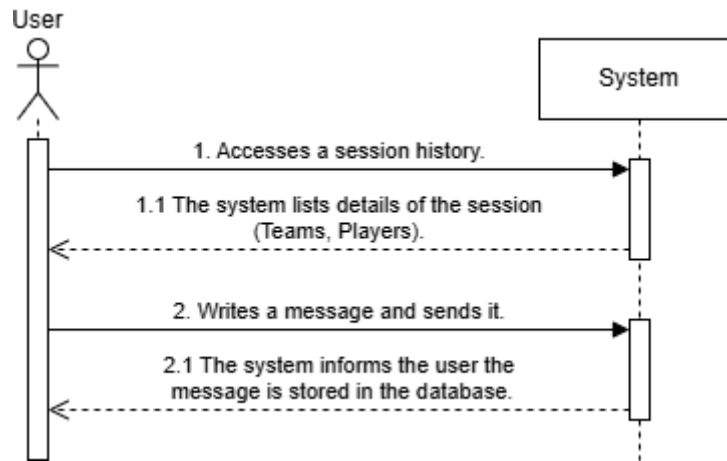 User
System
1. Accesses a session history.
1.1 The system lists details of the session
(Teams, Players).
2. Writes a message and sends it.
2.1 The system informs the user the
message is stored in the database.